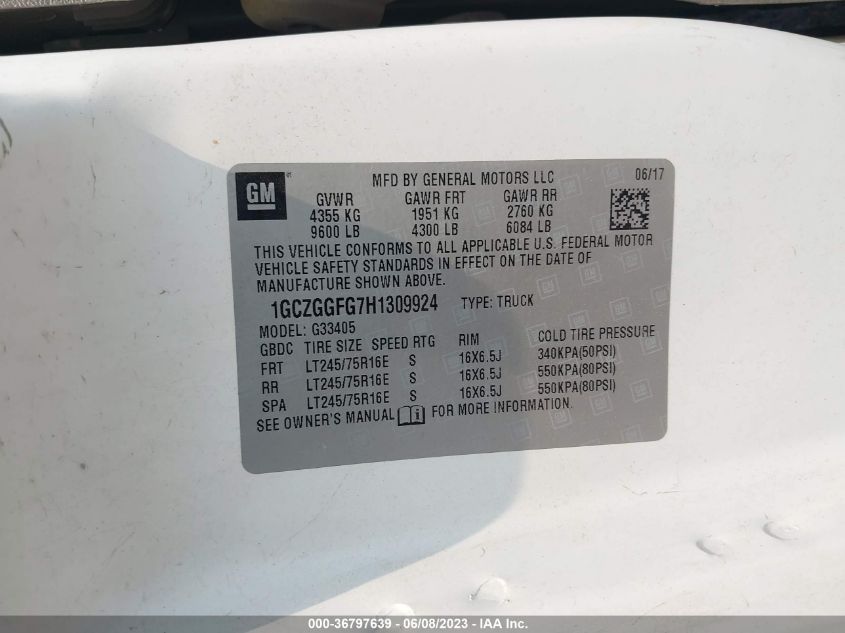 GM
MFD BY GENERAL MOTORS LLC 06/17
GVWR GAWR FRT GAWR RR
4355 KG 1951 KG 2760 KG
9600 LB 4300 LB 6084 LB
THIS VEHICLE CONFORMS TO ALL APPLICABLE U.S. FEDERAL MOTOR
VEHICLE SAFETY STANDARDS IN EFFECT ON THE DATE OF
MANUFACTURE SHOWN ABOVE.
1GCZGGFG7H1309924 TYPE: TRUCK
MODEL: G33405
GBDC TIRE SIZE SPEED RTG RIM COLD TIRE PRESSURE
FRT LT245/75R16E S 16X6.5J 340KPA(50PSI)
RR LT245/75R16E S 16X6.5J 550KPA(80PSI)
SPA LT245/75R16E S 16X6.5J 550KPA(80PSI)
SEE OWNER'S MANUAL FOR MORE INFORMATION.
000-36797639 - 06/08/2023 - IAA Inc.